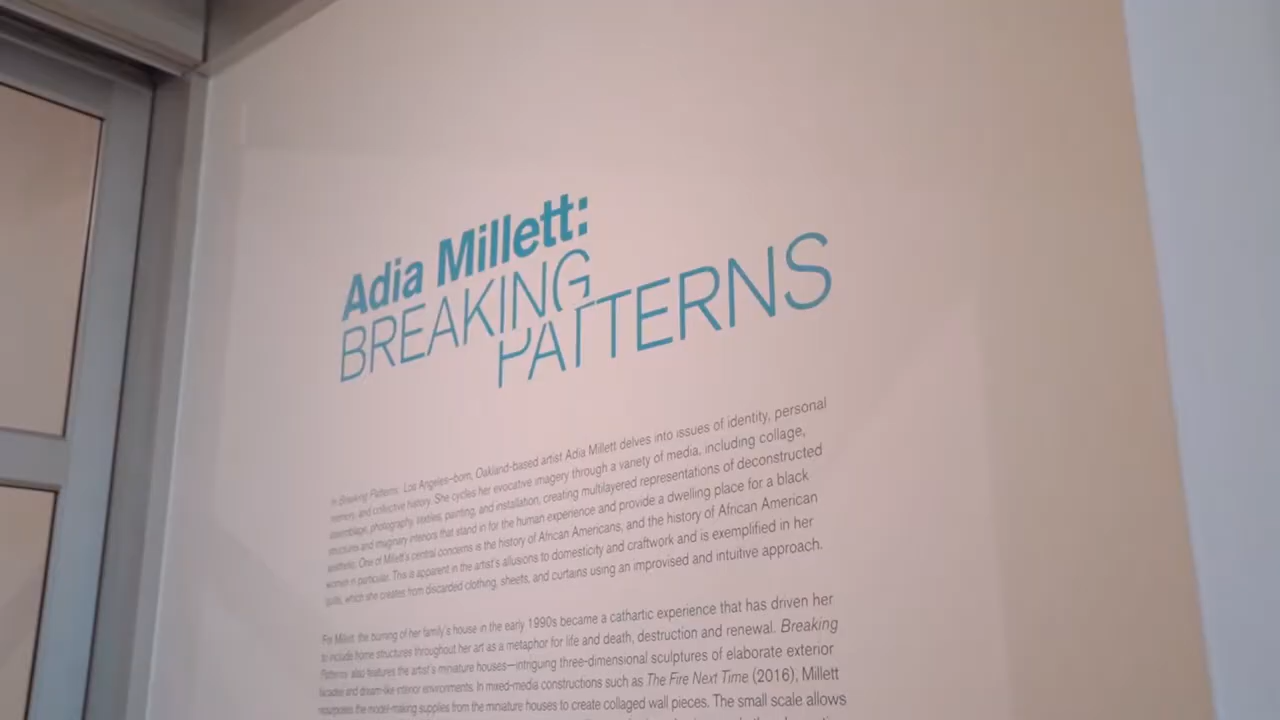 Adia Millett:
BREAKING
PATTERNS
In Breaking Patterns, Los Angeles–born, Oakland-based artist Adia Millett delves into issues of identity, personal
memory, and collective history. She cycles her evocative imagery through a variety of media, including collage,
assemblage, photography, textiles, painting, and installation, creating multilayered representations of deconstructed
structures and imaginary interiors that stand in for the human experience and provide a dwelling place for a black
aesthetic. One of Millett's central concerns is the history of African Americans, and the history of African American
women in particular. This is apparent in the artist's allusions to domesticity and craftwork and is exemplified in her
quilts, which she creates from discarded clothing, sheets, and curtains using an improvised and intuitive approach.
For Millett, the burning of her family's house in the early 1990s became a cathartic experience that has driven her
to include home structures throughout her art as a metaphor for life and death, destruction and renewal. Breaking
Patterns also features the artist's miniature houses—intriguing three-dimensional sculptures of elaborate exterior
facades and dream-like interior environments. In mixed-media constructions such as The Fire Next Time (2016), Millett
repurposes the model-making supplies from the miniature houses to create collaged wall pieces. The small scale allows